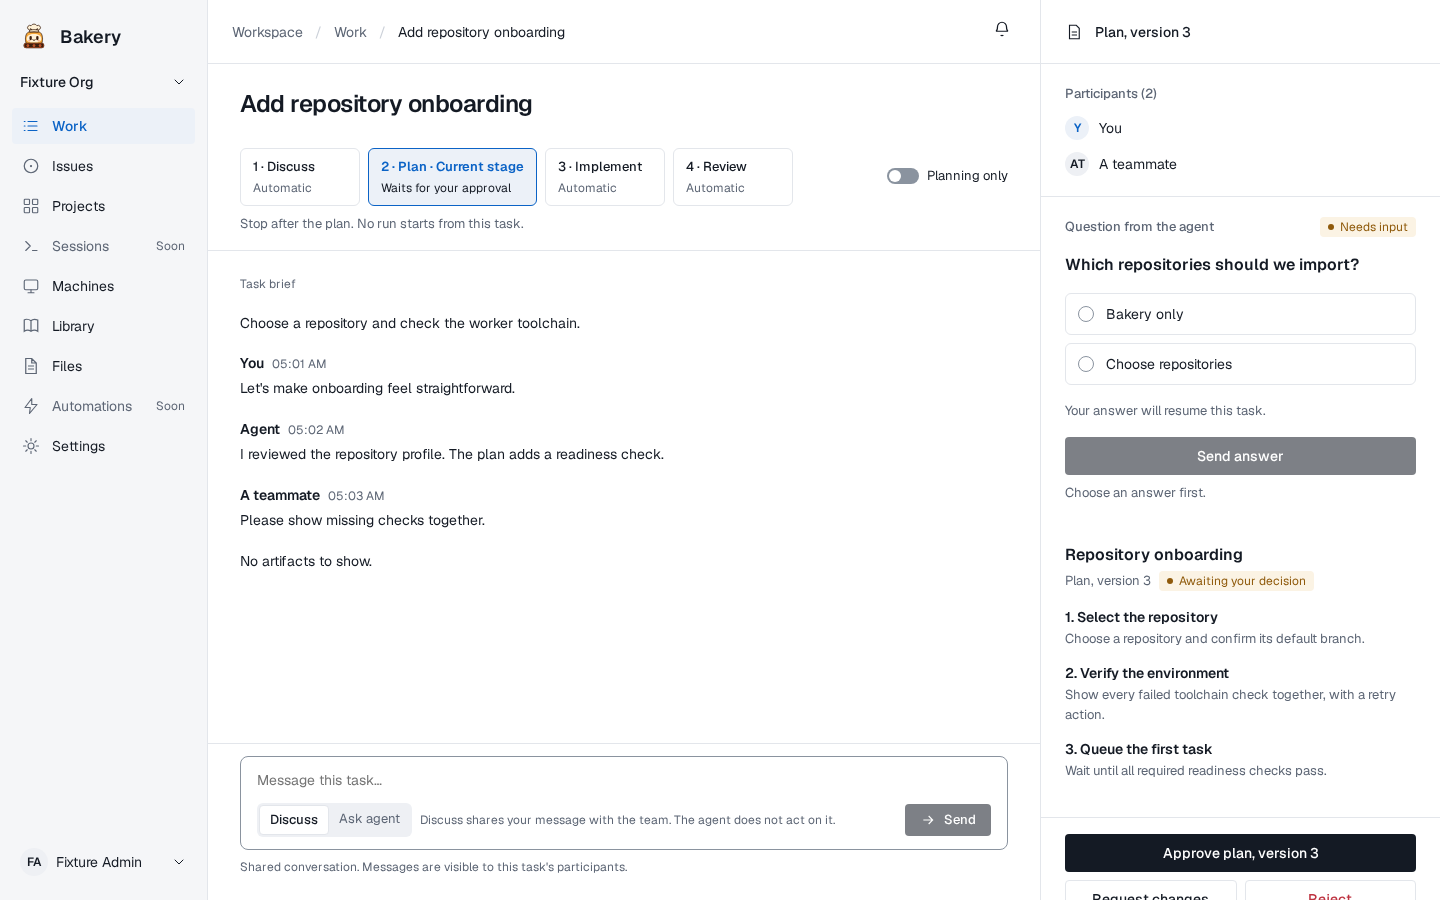 Bakery
Fixture Org
Work
Issues
Projects
Sessions Soon
Machines
Library
Files
Automations Soon
Settings
FA Fixture Admin
Workspace / Work / Add repository onboarding
Add repository onboarding
1 · Discuss
Automatic
2 · Plan · Current stage
Waits for your approval
3 · Implement
Automatic
4 · Review
Automatic
Planning only
Stop after the plan. No run starts from this task.
Task brief
Choose a repository and check the worker toolchain.
You 05:01 AM
Let's make onboarding feel straightforward.
Agent 05:02 AM
I reviewed the repository profile. The plan adds a readiness check.
A teammate 05:03 AM
Please show missing checks together.
No artifacts to show.
Message this task...
Discuss Ask agent Discuss shares your message with the team. The agent does not act on it. Send
Shared conversation. Messages are visible to this task's participants.
Plan, version 3
Participants (2)
Y You
AT A teammate
Question from the agent Needs input
Which repositories should we import?
Bakery only
Choose repositories
Your answer will resume this task.
Send answer
Choose an answer first.
Repository onboarding
Plan, version 3 Awaiting your decision
1. Select the repository
Choose a repository and confirm its default branch.
2. Verify the environment
Show every failed toolchain check together, with a retry
action.
3. Queue the first task
Wait until all required readiness checks pass.
Approve plan, version 3
Request changes Reject